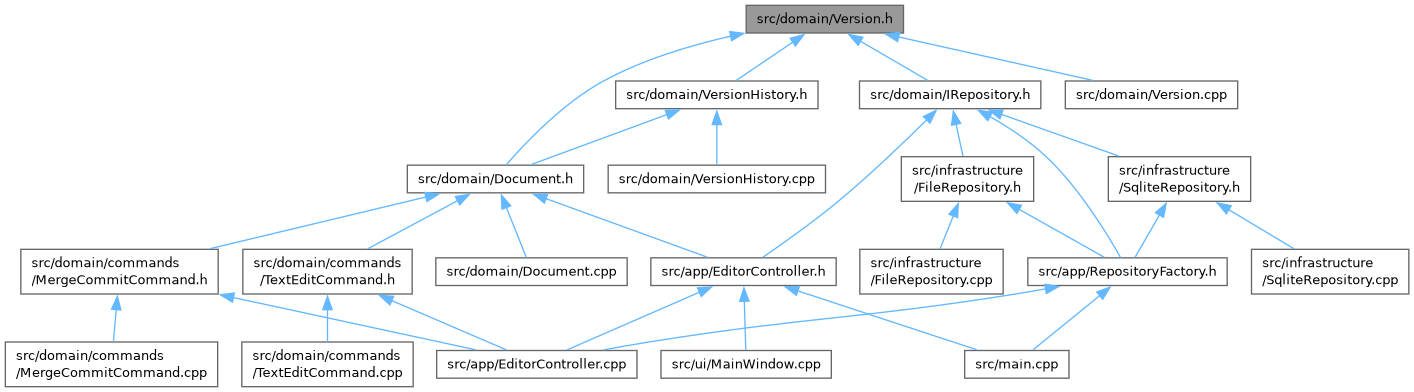 src/domain/Version.h
src/domain/VersionHistory.h
src/domain/IRepository.h
src/domain/Version.cpp
src/domain/Document.h
src/domain/VersionHistory.cpp
src/infrastructure
/FileRepository.h
src/infrastructure
/SqliteRepository.h
src/domain/commands
/MergeCommitCommand.h
src/domain/commands
/TextEditCommand.h
src/domain/Document.cpp
src/app/EditorController.h
src/infrastructure
/FileRepository.cpp
src/app/RepositoryFactory.h
src/infrastructure
/SqliteRepository.cpp
src/domain/commands
/MergeCommitCommand.cpp
src/domain/commands
/TextEditCommand.cpp
src/app/EditorController.cpp
src/ui/MainWindow.cpp
src/main.cpp